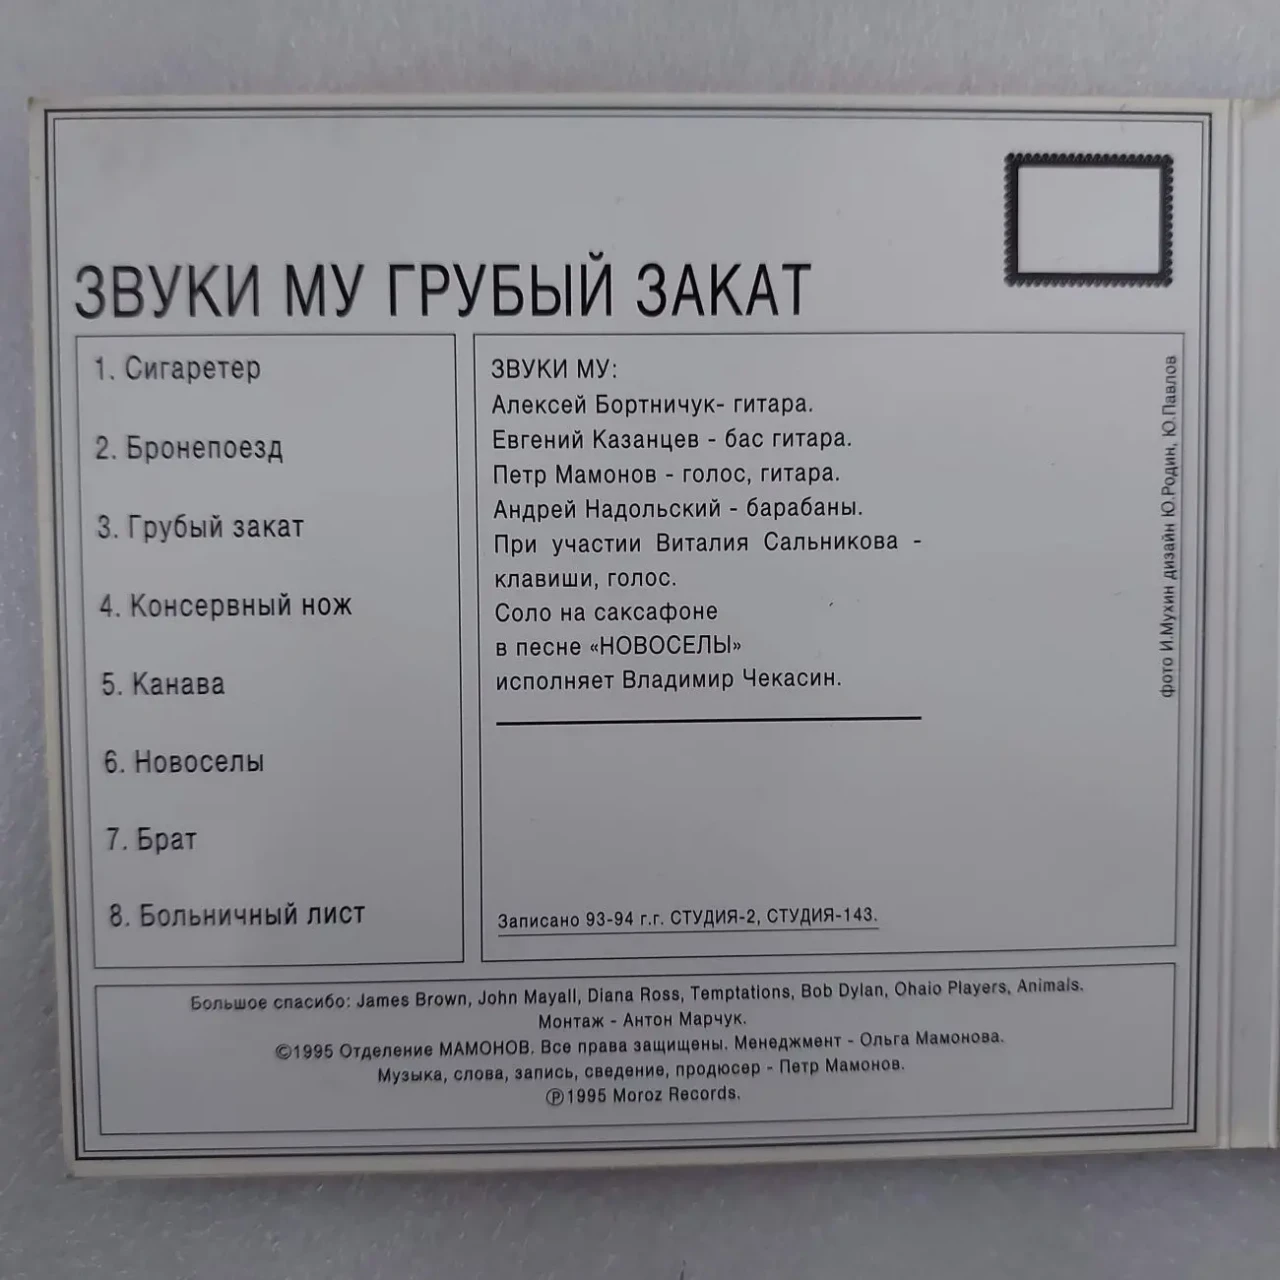 ЗВУКИ МУ ГРУБЫЙ ЗАКАТ
1. Сигаретер
2. Бронепоезд
3. Грубый закат
4. Консервный нож
5. Канава
6. Новоселы
7. Брат
8. Больничный лист
ЗВУКИ МУ:
Алексей Бортничук- гитара.
Евгений Казанцев - бас гитара.
Петр Мамонов - голос, гитара.
Андрей Надольский - барабаны.
При участии Виталия Сальникова -
клавиши, голос.
Соло на саксафоне
в песне «НОВОСЕЛЫ»
исполняет Владимир Чекасин.
Записано 93-94 г.г. СТУДИЯ-2, СТУДИЯ-143.
фото И.Мухин дизайн Ю.Родин, Ю.Павлов
Большое спасибо: James Brown, John Mayall, Diana Ross, Temptations, Bob Dylan, Ohaio Players, Animals.
Монтаж - Антон Марчук.
©1995 Отделение МАМОНОВ. Все права защищены. Менеджмент - Ольга Мамонова.
Музыка, слова, запись, сведение, продюсер - Петр Мамонов.
℗1995 Moroz Records.